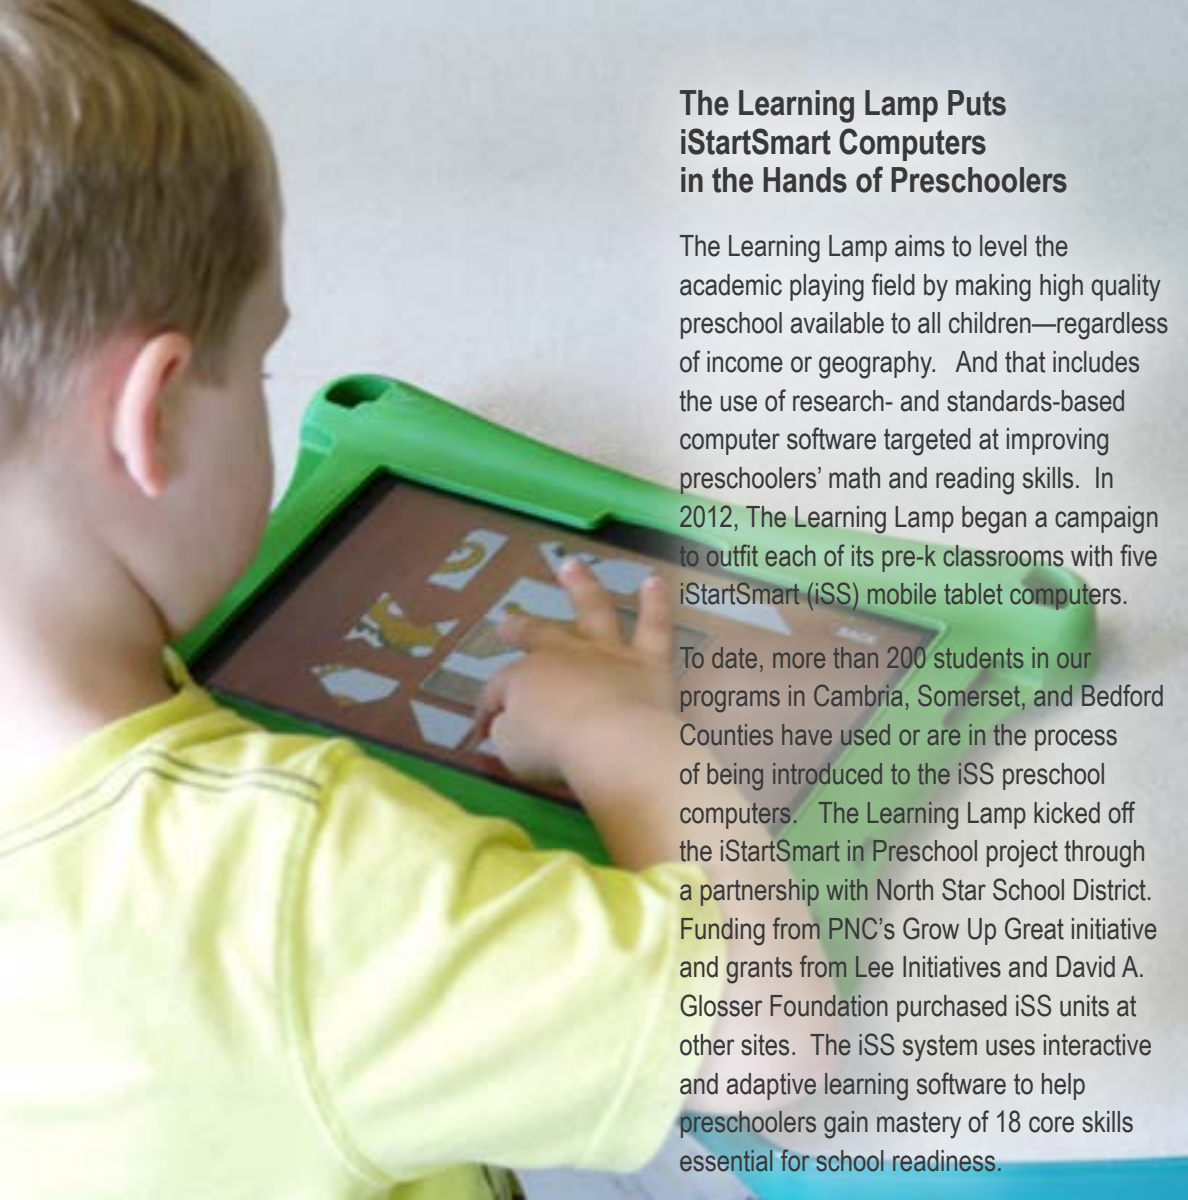 The Learning Lamp Puts
iStartSmart Computers
in the Hands of Preschoolers
The Learning Lamp aims to level the
academic playing field by making high quality
preschool available to all children—regardless
of income or geography.   And that includes
the use of research- and standards-based
computer software targeted at improving
preschoolers’ math and reading skills.  In
2012, The Learning Lamp began a campaign
to outfit each of its pre-k classrooms with five
iStartSmart (iSS) mobile tablet computers.
To date, more than 200 students in our
programs in Cambria, Somerset, and Bedford
Counties have used or are in the process
of being introduced to the iSS preschool
computers.   The Learning Lamp kicked off
the iStartSmart in Preschool project through
a partnership with North Star School District.
Funding from PNC’s Grow Up Great initiative
and grants from Lee Initiatives and David A.
Glosser Foundation purchased iSS units at
other sites.  The iSS system uses interactive
and adaptive learning software to help
preschoolers gain mastery of 18 core skills
essential for school readiness.